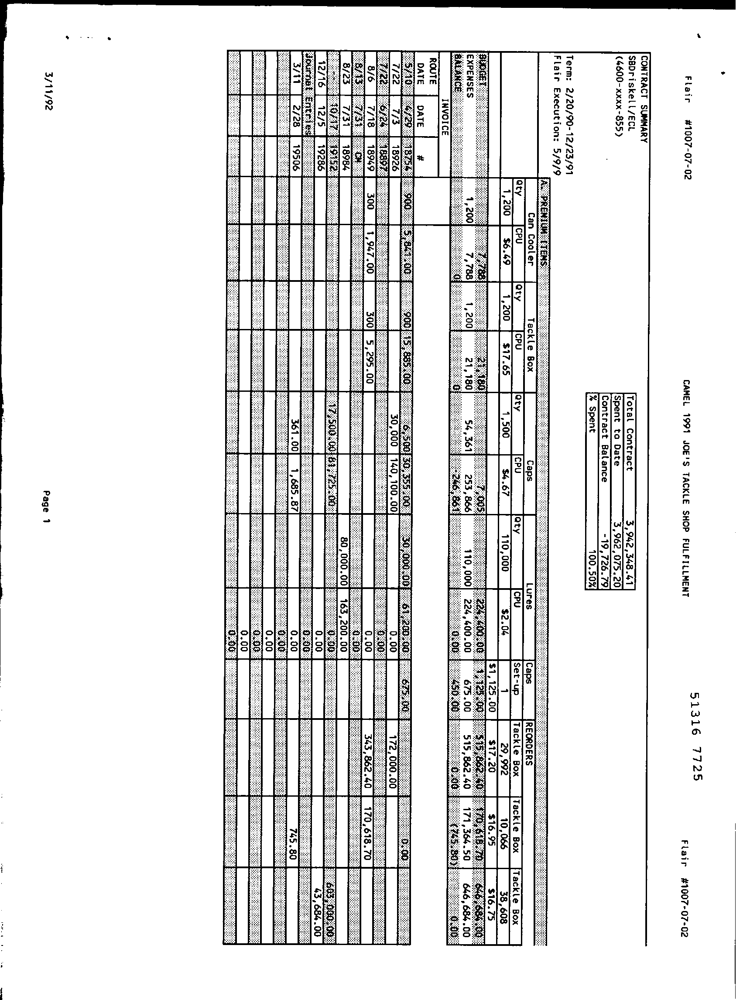 Flair #1007-07-02 CAMEL 1991 JOE'S TACKLE SHOP FULFILLMENT Flair #1007-07-02
51316 7725
CONTRACT SUMMARY
SBDriskell/ECL
(4600-xxxx-855)
Total Contract 3,942,348.41
Spent to Date 3,962,075.20
Contract Balance -19,726.79
% Spent 100.50%
Term: 2/20/90-12/23/91
Flair Execution: 5/9/9
A. PREMIUM ITEMS
Can Cooler Tackle Box Caps Lures Caps REORDERS
Qty CPU Qty CPU Qty CPU Qty CPU Set-up Tackle Box Tackle Box Tackle Box
1,200 $6.49 1,200 $17.65 1,500 $4.67 110,000 $2.04 1 29,992 10,066 38,608
$1,125.00 $17.20 $16.95 $16.75
BUDGET 7,788 21,180 7,005 224,400.00 1,125.00 515,862.40 170,618.70 646,684.00
EXPENSES 1,200 7,788 1,200 21,180 54,361 253,866 110,000 224,400.00 675.00 515,862.40 171,364.50 646,684.00
BALANCE 0 0 -246,861 0.00 450.00 0.00 (745.80) 0.00
INVOICE
ROUTE
DATE DATE #
5/10 4/29 18754 900 5,841.00 900 15,885.00 6,500 30,355.00 30,000.00 61,200.00 675.00 0.00
7/22 7/3 18926 30,000 140,100.00 0.00 172,000.00
7/22 6/24 18897 0.00
8/6 7/18 18949 300 1,947.00 300 5,295.00 0.00 343,862.40 170,618.70
8/13 7/31 CM 0.00
8/23 7/31 18984 80,000.00 163,200.00
10/17 19152 17,500.00 81,725.00 0.00 603,000.00
12/16 12/5 19286 0.00 43,684.00
Journal Entries 0.00
3/11 2/28 19506 361.00 1,685.87 0.00 745.80
0.00
0.00
0.00
0.00
0.00
3/11/92 Page 1